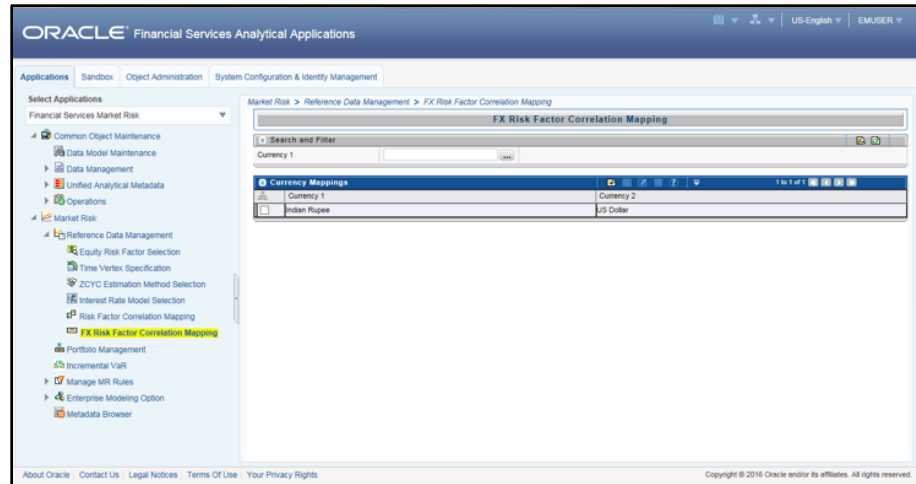 ORACLE Financial Services Analytical Applications
US-English
EMUSER
Applications Sandbox Object Administration System Configuration & Identity Management
Select Applications
Financial Services Market Risk
Common Object Maintenance
Data Model Maintenance
Data Management
Unified Analytical Metadata
Operations
Market Risk
Reference Data Management
Equity Risk Factor Selection
Time Vertex Specification
ZCYC Estimation Method Selection
Interest Rate Model Selection
Risk Factor Correlation Mapping
FX Risk Factor Correlation Mapping
Portfolio Management
Incremental VaR
Manage MR Rules
Enterprise Modeling Option
Metadata Browser
Market Risk > Reference Data Management > FX Risk Factor Correlation Mapping
FX Risk Factor Correlation Mapping
Search and Filter
Currency 1
...
Currency Mappings
1 to 1 of 1
Currency 1 Currency 2
Indian Rupee US Dollar
About Oracle Contact Us Legal Notices Terms Of Use Your Privacy Rights
Copyright © 2016 Oracle and/or its affiliates. All rights reserved.